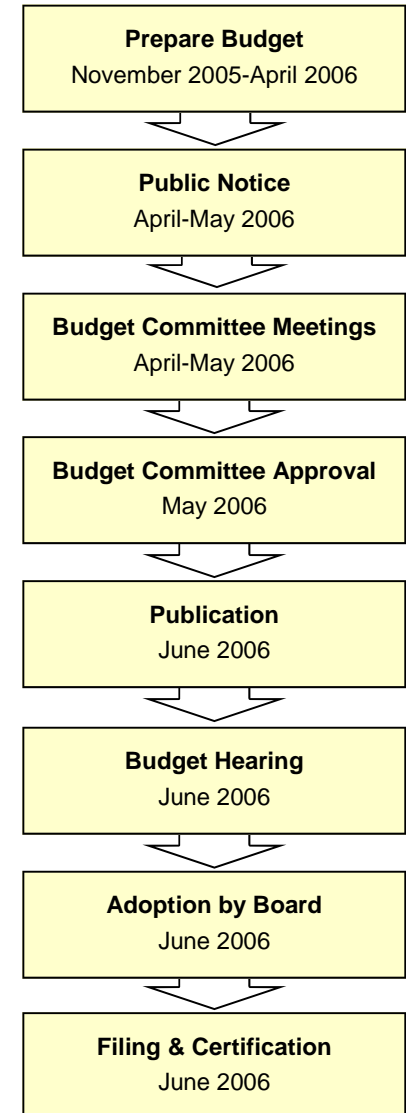 Prepare Budget
November 2005-April 2006
Public Notice
April-May 2006
Budget Committee Meetings
April-May 2006
Budget Committee Approval
May 2006
Publication
June 2006
Budget Hearing
June 2006
Adoption by Board
June 2006
Filing & Certification
June 2006